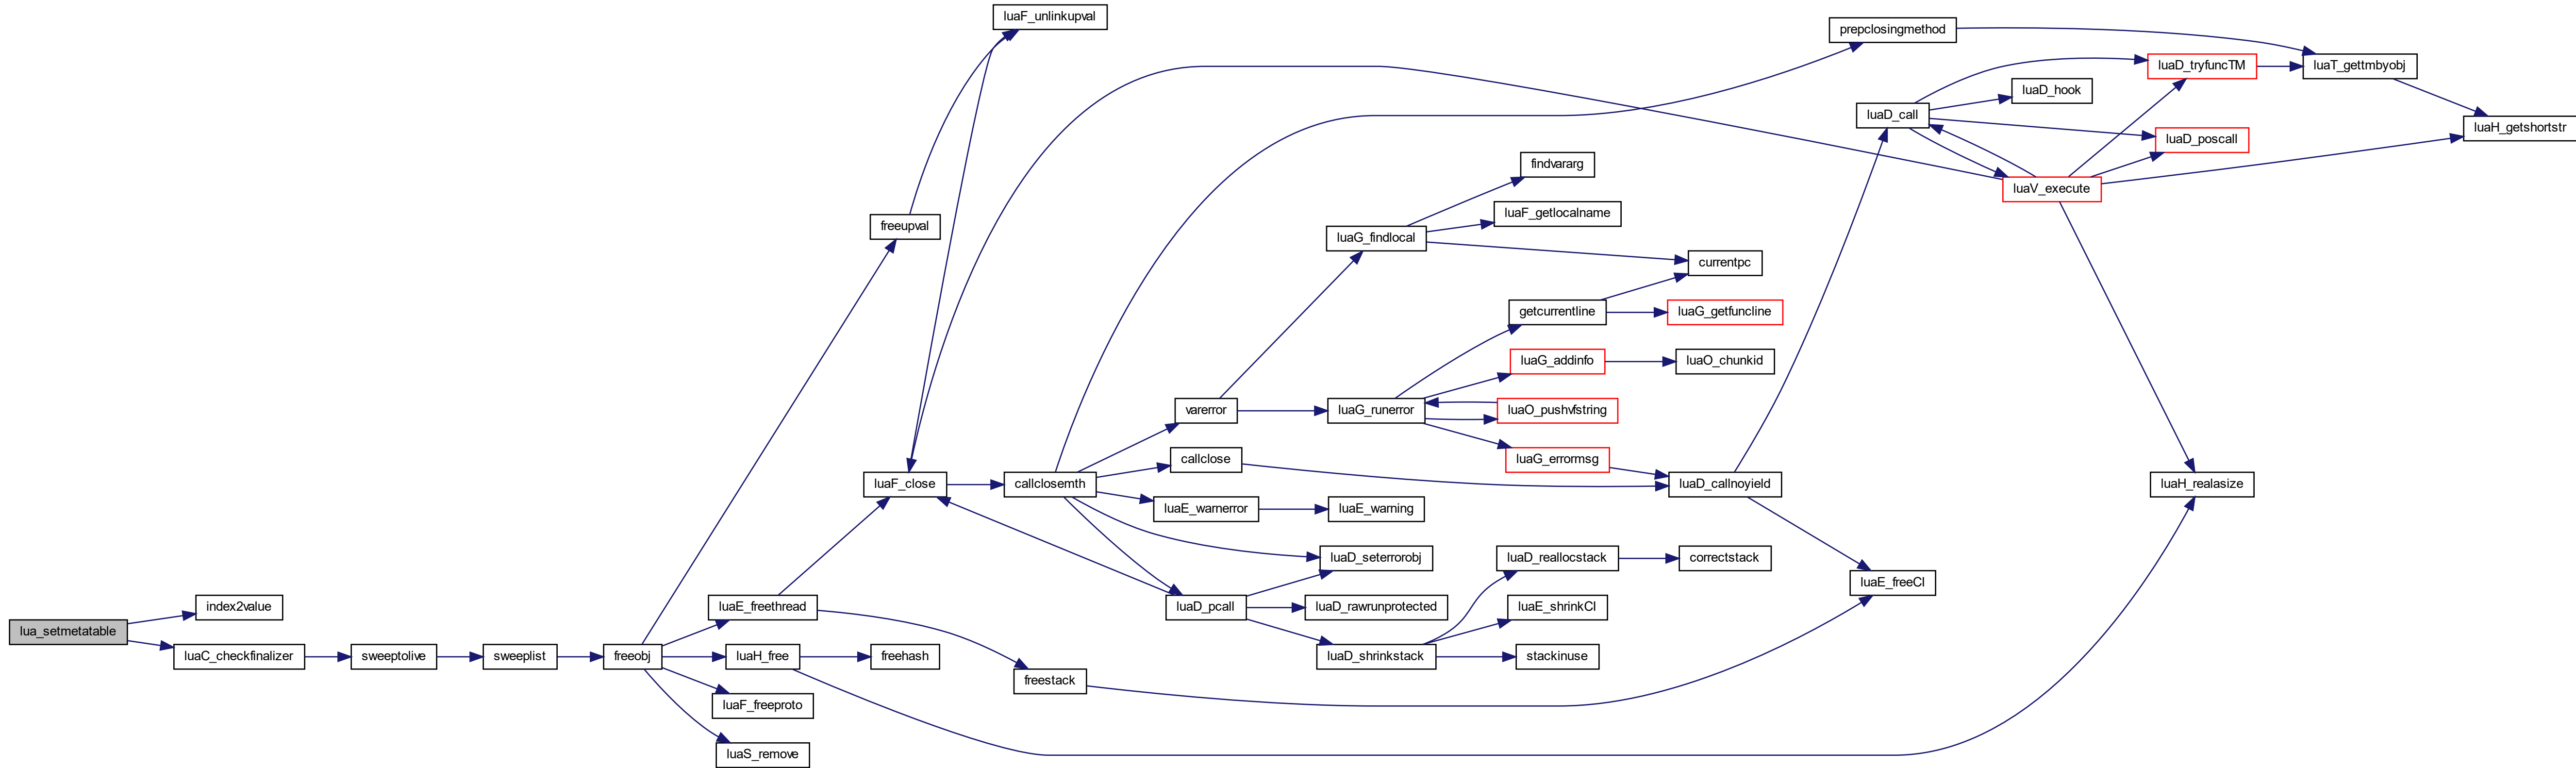 luaF_unlinkupval
prepclosingmethod
luaD_tryfuncTM
luaT_gettmbyobj
luaD_hook
luaD_call
luaH_getshortstr
luaD_poscall
findvararg
luaV_execute
luaF_getlocalname
freeupval
luaG_findlocal
currentpc
getcurrentline
luaG_getfuncline
luaG_addinfo
luaO_chunkid
varerror
luaG_runerror
luaO_pushvfstring
callclose
luaG_errormsg
luaF_close
callclosemth
luaD_callnoyield
luaH_realasize
luaE_warnerror
luaE_warning
luaD_seterrorobj
luaD_reallocstack
correctstack
luaE_freeCI
index2value
luaE_freethread
luaD_pcall
luaD_rawrunprotected
luaE_shrinkCI
lua_setmetatable
luaC_checkfinalizer
sweeptolive
sweeplist
freeobj
luaH_free
freehash
luaD_shrinkstack
stackinuse
freestack
luaF_freeproto
luaS_remove